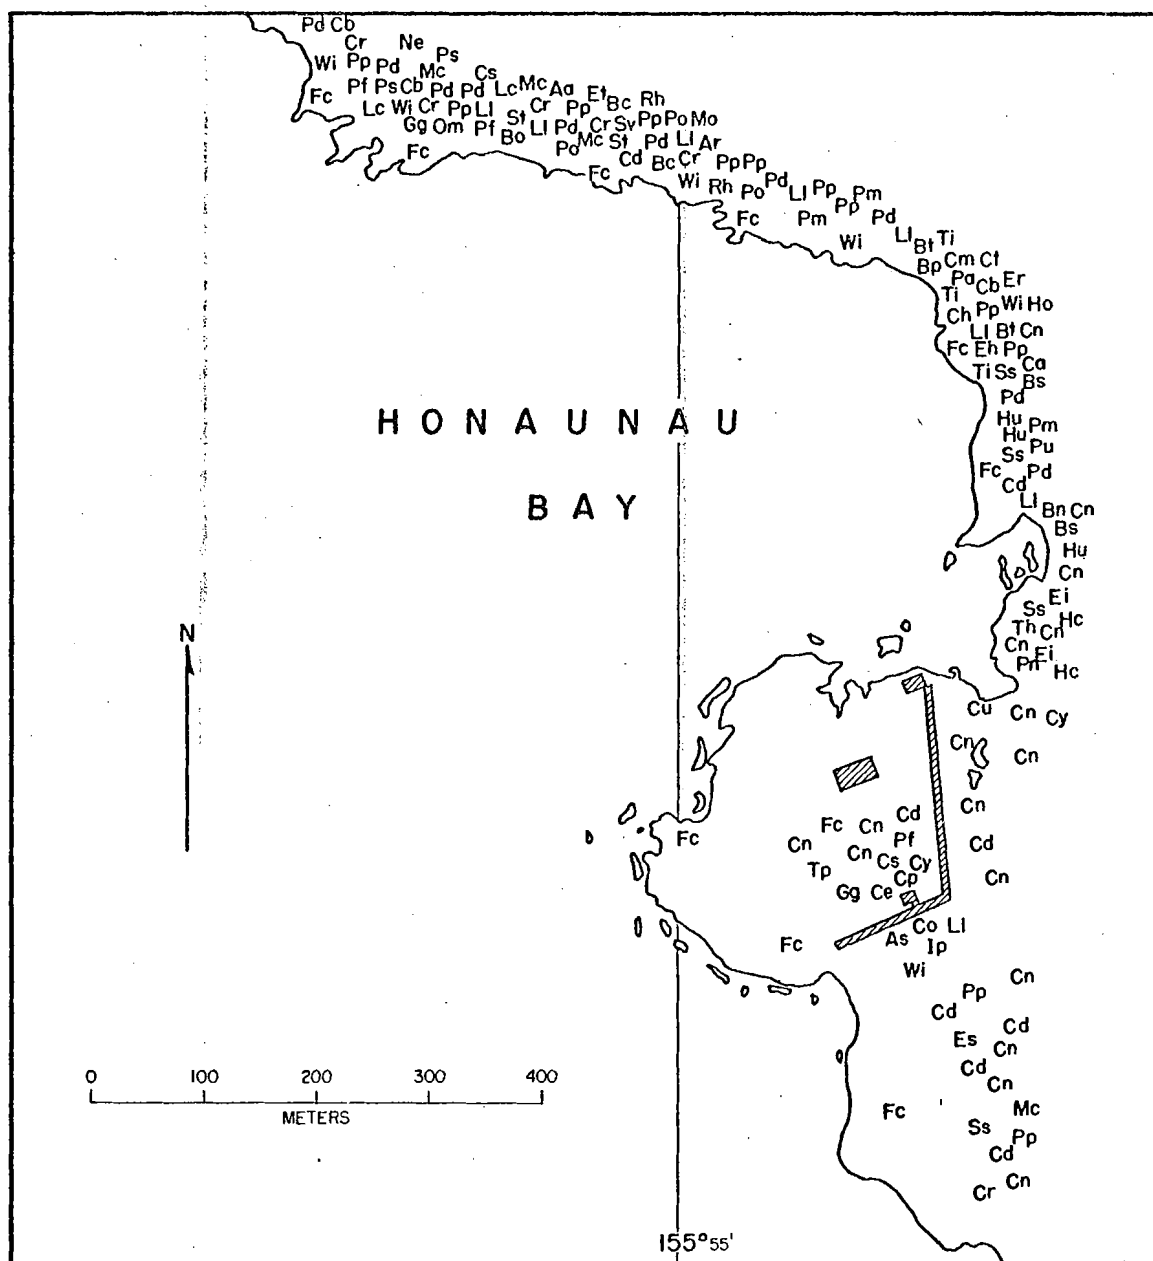 Pd Cb
Cr Ne
Wi Pp Pd Mc Ps
Cs
Fc Pf Ps Cb Pd Pd Lc Mc Aa Et Bc Rh
Lc Wi Cr Pp Ll St Cr Pp Pp Po Mo
Gg Om Pf Bo Ll Pd Cr Sv
Fc Po Mc St Pd Ll Ar
Fc Cd Bc Cr Pp Pp
Wi Rh Po Pd Ll Pp Pm
Fc Pm Pp Pd
Wi Ll Bt Ti
Bp Cm Ct
Pa Cb Er
Ti
Ch Pp Wi Ho
Ll Bt Cn
Fc Eh Pp
Ti Ss Ca
Bs
Pd
HONAUNAU
Hu Pm
Hu Pu
Ss
Fc Cd Pd
BAY
Ll Bn Cn
Bs
Hu
Cn
Ei
Ss Hc
Th Cn
Cn Ei
Pn Hc
N
Cu Cn Cy
Cn Cn
Cn
Cd
Fc Fc Cn Pf Cd
Cn Cn Cs Cy
Tp Cp Cn
Gg Ce
Co Ll
Fc As Ip
Wi Cn
Pp
Cd Cd
Es Cn
Cd Cn
0 100 200 300 400
METERS
Fc Mc
Ss Pp
Cd
Cr Cn
155° 55'